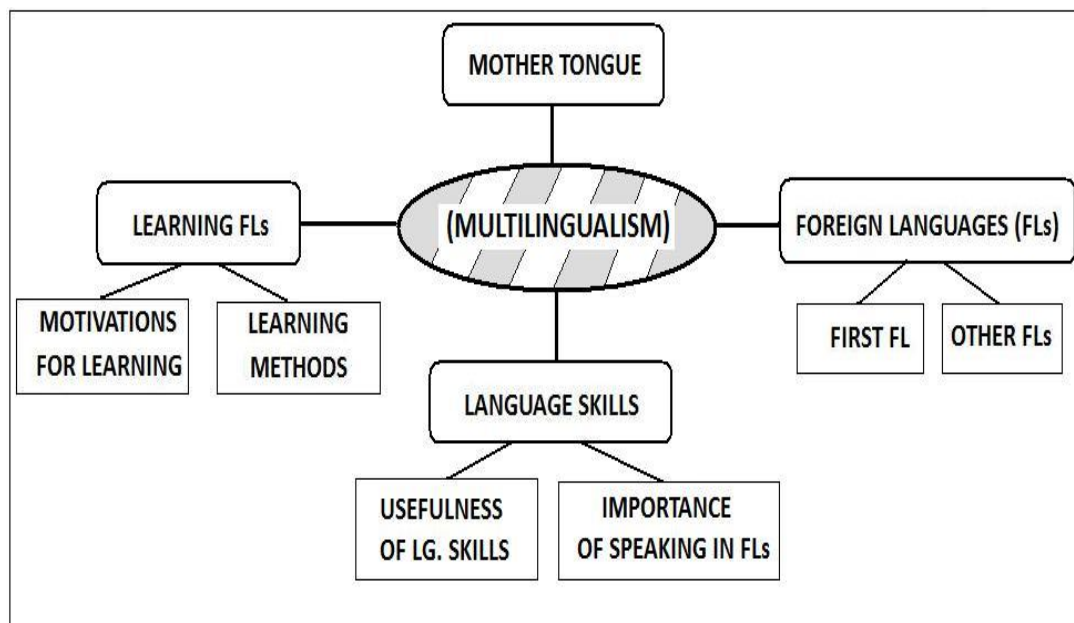 MOTHER TONGUE
LEARNING FLs
(MULTILINGUALISM)
FOREIGN LANGUAGES (FLs)
MOTIVATIONS
FOR LEARNING
LEARNING
METHODS
FIRST FL
OTHER FLs
LANGUAGE SKILLS
USEFULNESS
OF LG. SKILLS
IMPORTANCE
OF SPEAKING IN FLs